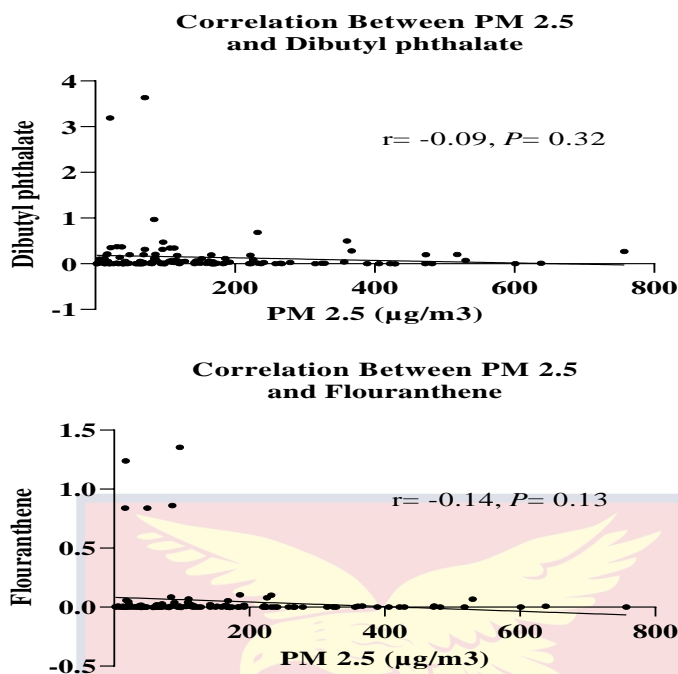 Correlation Between PM 2.5
and Dibutyl phthalate
4
3
2
1
0
-1
Dibutyl phthalate
r= -0.09, P= 0.32
200
400
600
800
PM 2.5 (µg/m3)
Correlation Between PM 2.5
and Flouranthene
1.5
1.0
0.5
0.0
-0.5
Flouranthene
r= -0.14, P= 0.13
200
400
600
800
PM 2.5 (µg/m3)